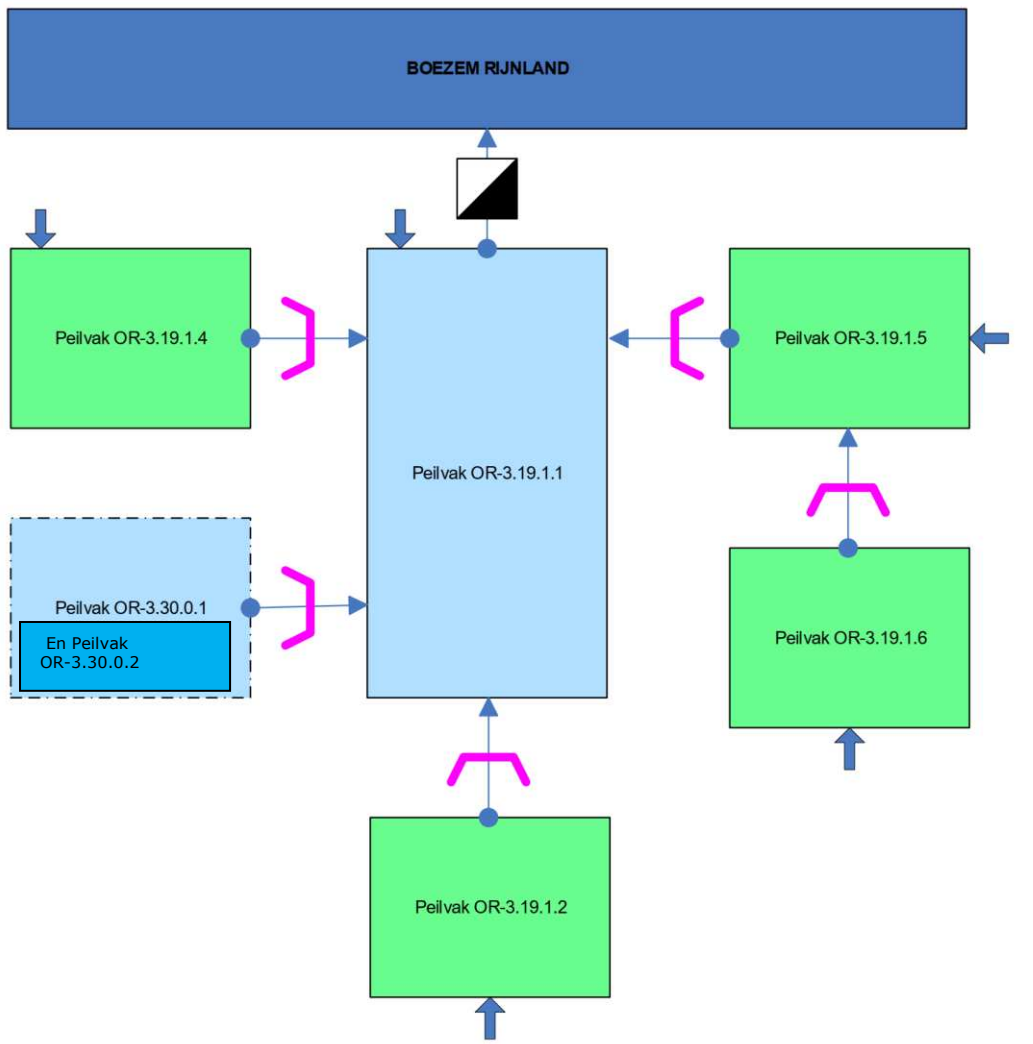 BOEZEM RIJNLAND
Peilvak OR-3.19.1.4
Peilvak OR-3.19.1.5
Peilvak OR-3.19.1.1
Peilvak OR-3.30.0.1
En Peilvak
OR-3.30.0.2
Peilvak OR-3.19.1.6
Peilvak OR-3.19.1.2